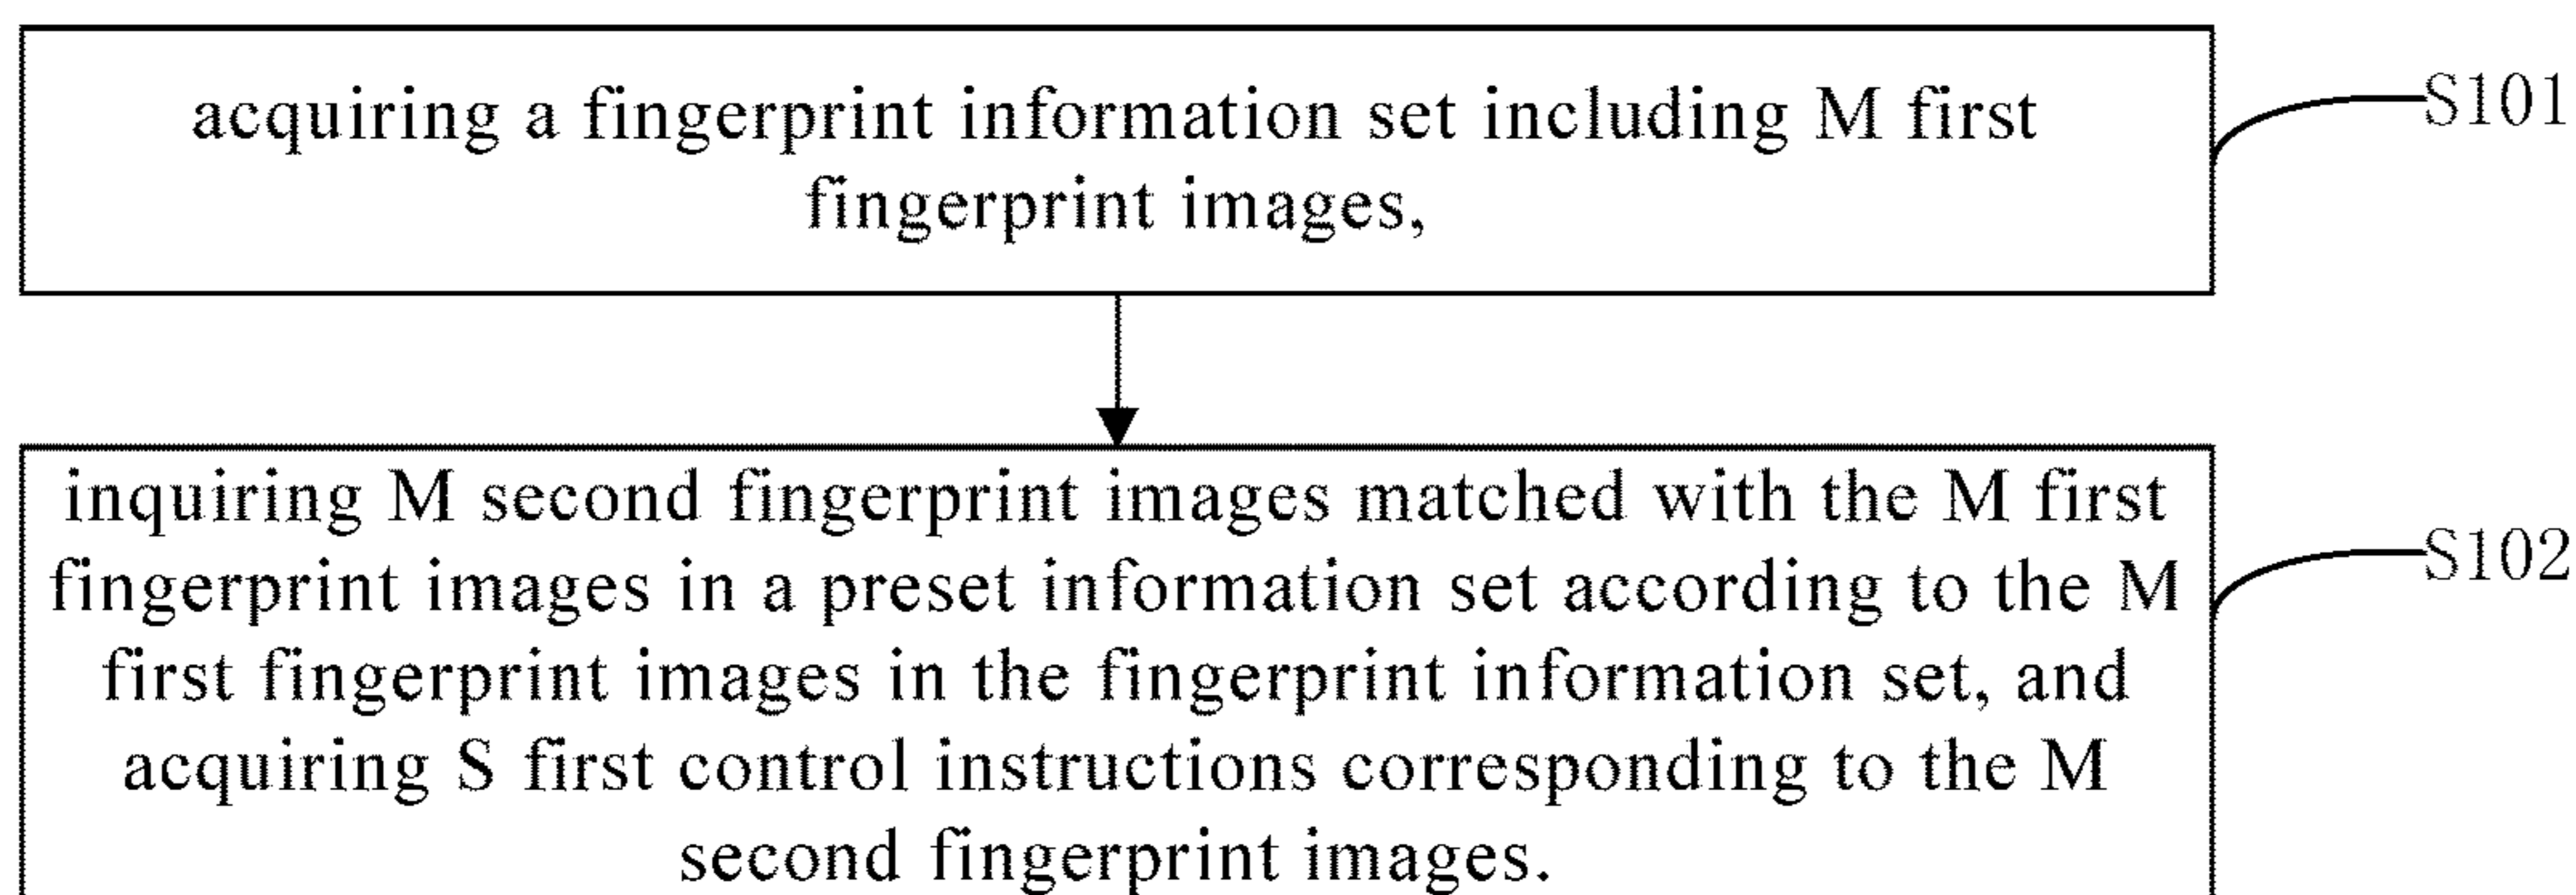 acquiring a fingerprint information set including M first
fingerprint images,
S101
inquiring M second fingerprint images matched with the M first
fingerprint images in a preset information set according to the M
first fingerprint images in the fingerprint information set, and
acquiring S first control instructions corresponding to the M
second fingerprint images.
S102